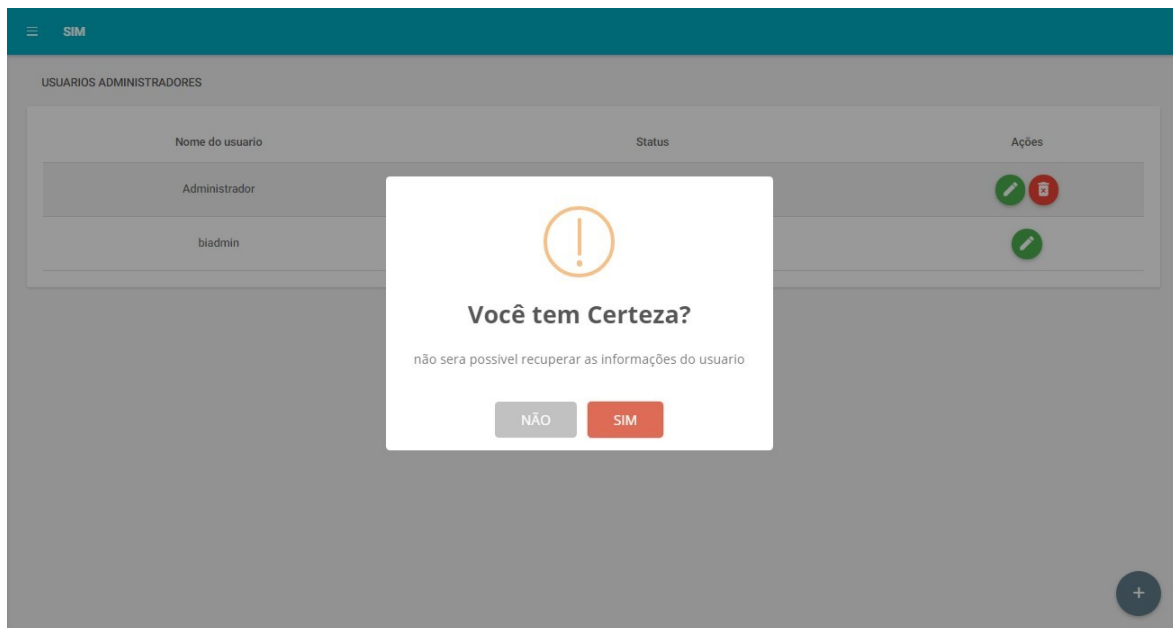 SIM
USUARIOS ADMINISTRADORES
Nome do usuario Status Ações
Administrador
biadmin
Você tem Certeza?
não sera possivel recuperar as informações do usuario
NÃO SIM